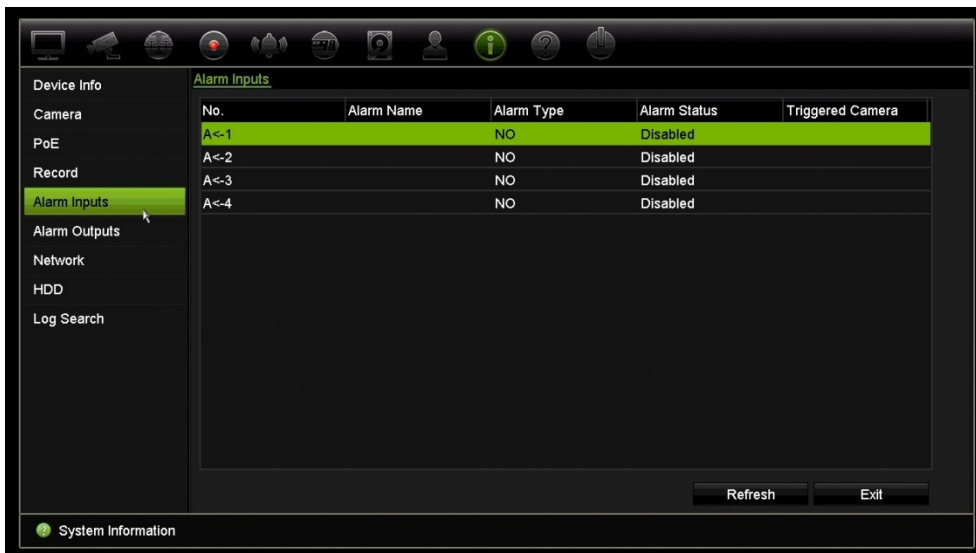 Device Info
Camera
PoE
Record
Alarm Inputs
Alarm Outputs
Network
HDD
Log Search
Alarm Inputs
No. Alarm Name Alarm Type Alarm Status Triggered Camera
A<-1 NO Disabled
A<-2 NO Disabled
A<-3 NO Disabled
A<-4 NO Disabled
Refresh Exit
System Information